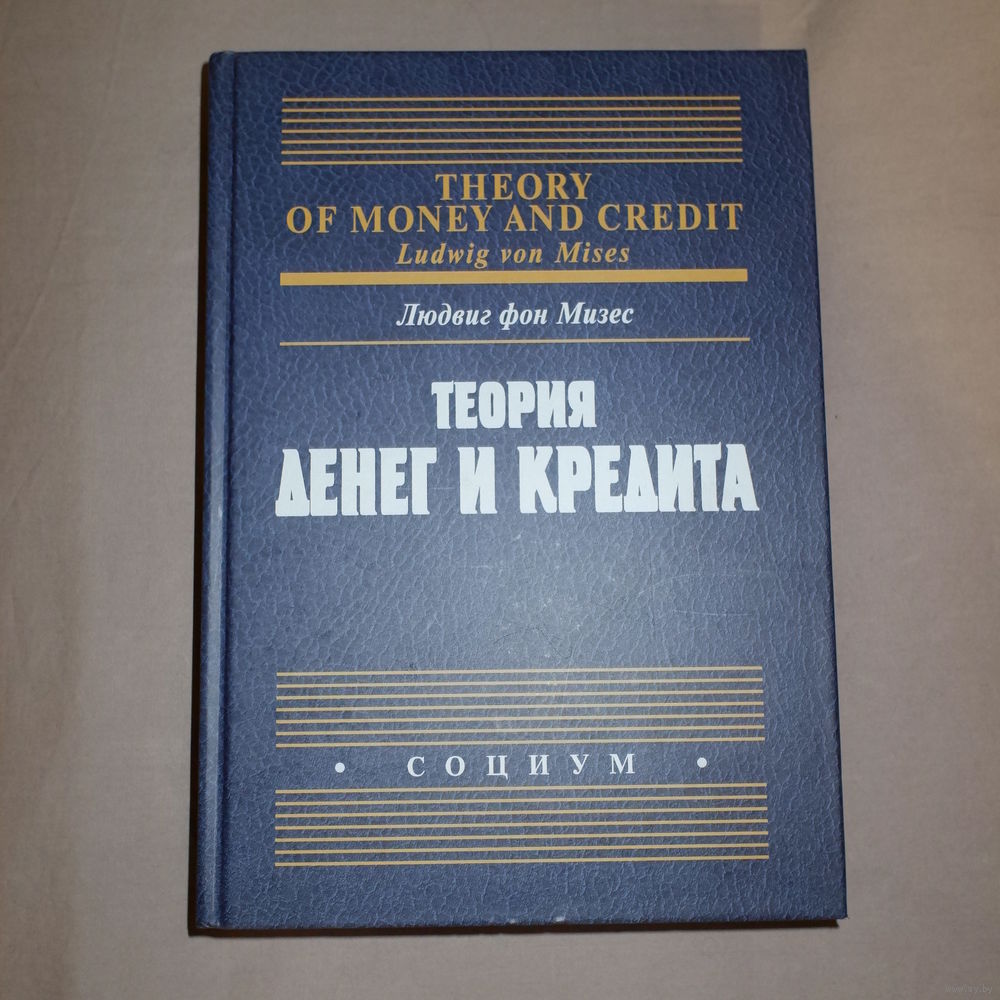 THEORY
OF MONEY AND CREDIT
Ludwig von Mises
Людвиг фон Мизес
ТЕОРИЯ
ДЕНЕГ И КРЕДИТА
• СОЦИУМ •